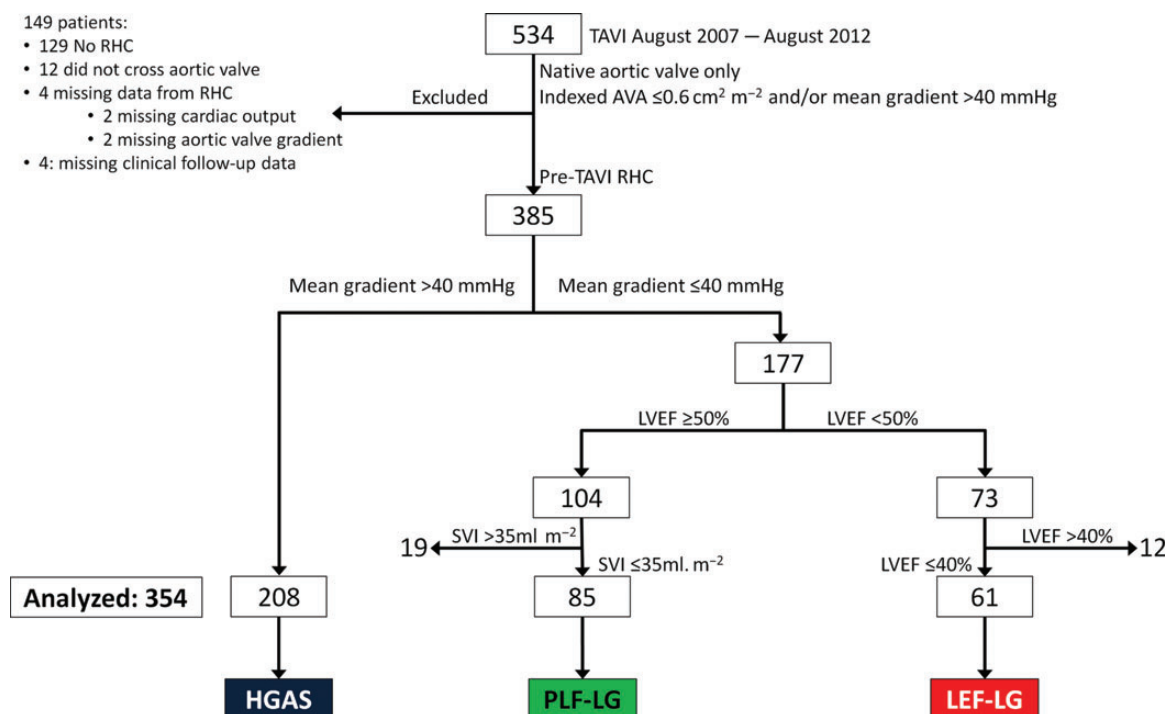 149 patients:
• 129 No RHC
• 12 did not cross aortic valve
• 4 missing data from RHC
• 2 missing cardiac output
• 2 missing aortic valve gradient
• 4: missing clinical follow-up data
534
TAVI August 2007 — August 2012
Native aortic valve only
Indexed AVA ≤0.6 cm² m⁻² and/or mean gradient >40 mmHg
Excluded
Pre-TAVI RHC
385
Mean gradient >40 mmHg
Mean gradient ≤40 mmHg
177
LVEF ≥50%
LVEF <50%
104
73
19
SVI >35ml m⁻²
LVEF >40%
12
SVI ≤35ml. m⁻²
LVEF ≤40%
Analyzed: 354
208
85
61
HGAS
PLF-LG
LEF-LG